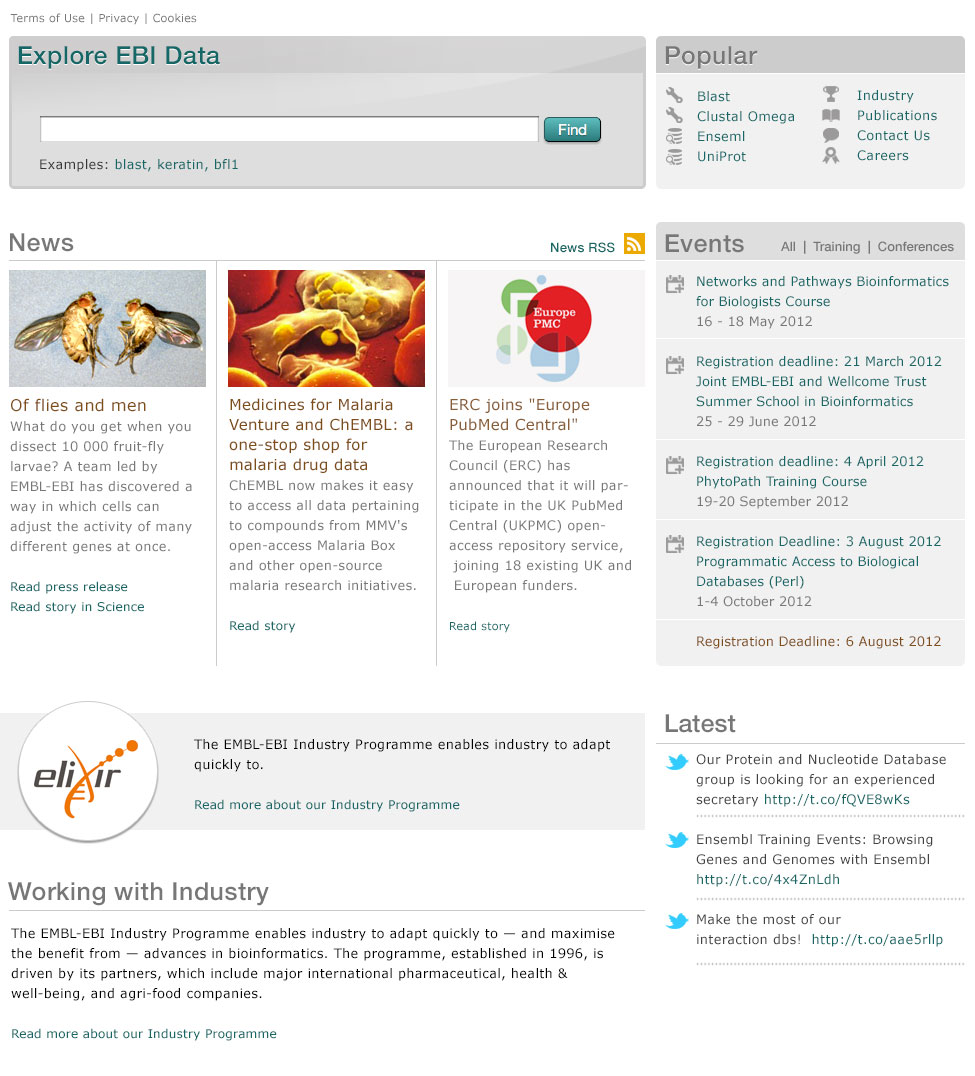 Terms of Use | Privacy | Cookies
Explore EBI Data
Find
Examples: blast, keratin, bfl1
Popular
Blast
Clustal Omega
Enseml
UniProt
Industry
Publications
Contact Us
Careers
News
News RSS
Of flies and men
What do you get when you
dissect 10 000 fruit-fly
larvae? A team led by
EMBL-EBI has discovered a
way in which cells can
adjust the activity of many
different genes at once.
Read press release
Read story in Science
Medicines for Malaria
Venture and ChEMBL: a
one-stop shop for
malaria drug data
ChEMBL now makes it easy
to access all data pertaining
to compounds from MMV's
open-access Malaria Box
and other open-source
malaria research initiatives.
Read story
Europe
PMC
ERC joins "Europe
PubMed Central"
The European Research
Council (ERC) has
announced that it will par-
ticipate in the UK PubMed
Central (UKPMC) open-
access repository service,
joining 18 existing UK and
European funders.
Read story
Events
All | Training | Conferences
Networks and Pathways Bioinformatics
for Biologists Course
16 - 18 May 2012
Registration deadline: 21 March 2012
Joint EMBL-EBI and Wellcome Trust
Summer School in Bioinformatics
25 - 29 June 2012
Registration deadline: 4 April 2012
PhytoPath Training Course
19-20 September 2012
Registration Deadline: 3 August 2012
Programmatic Access to Biological
Databases (Perl)
1-4 October 2012
Registration Deadline: 6 August 2012
elixir
The EMBL-EBI Industry Programme enables industry to adapt
quickly to.
Read more about our Industry Programme
Latest
Our Protein and Nucleotide Database
group is looking for an experienced
secretary http://t.co/fQVE8wKs
Ensembl Training Events: Browsing
Genes and Genomes with Ensembl
http://t.co/4x4ZnLdh
Make the most of our
interaction dbs! http://t.co/aae5rllp
Working with Industry
The EMBL-EBI Industry Programme enables industry to adapt quickly to — and maximise
the benefit from — advances in bioinformatics. The programme, established in 1996, is
driven by its partners, which include major international pharmaceutical, health &
well-being, and agri-food companies.
Read more about our Industry Programme